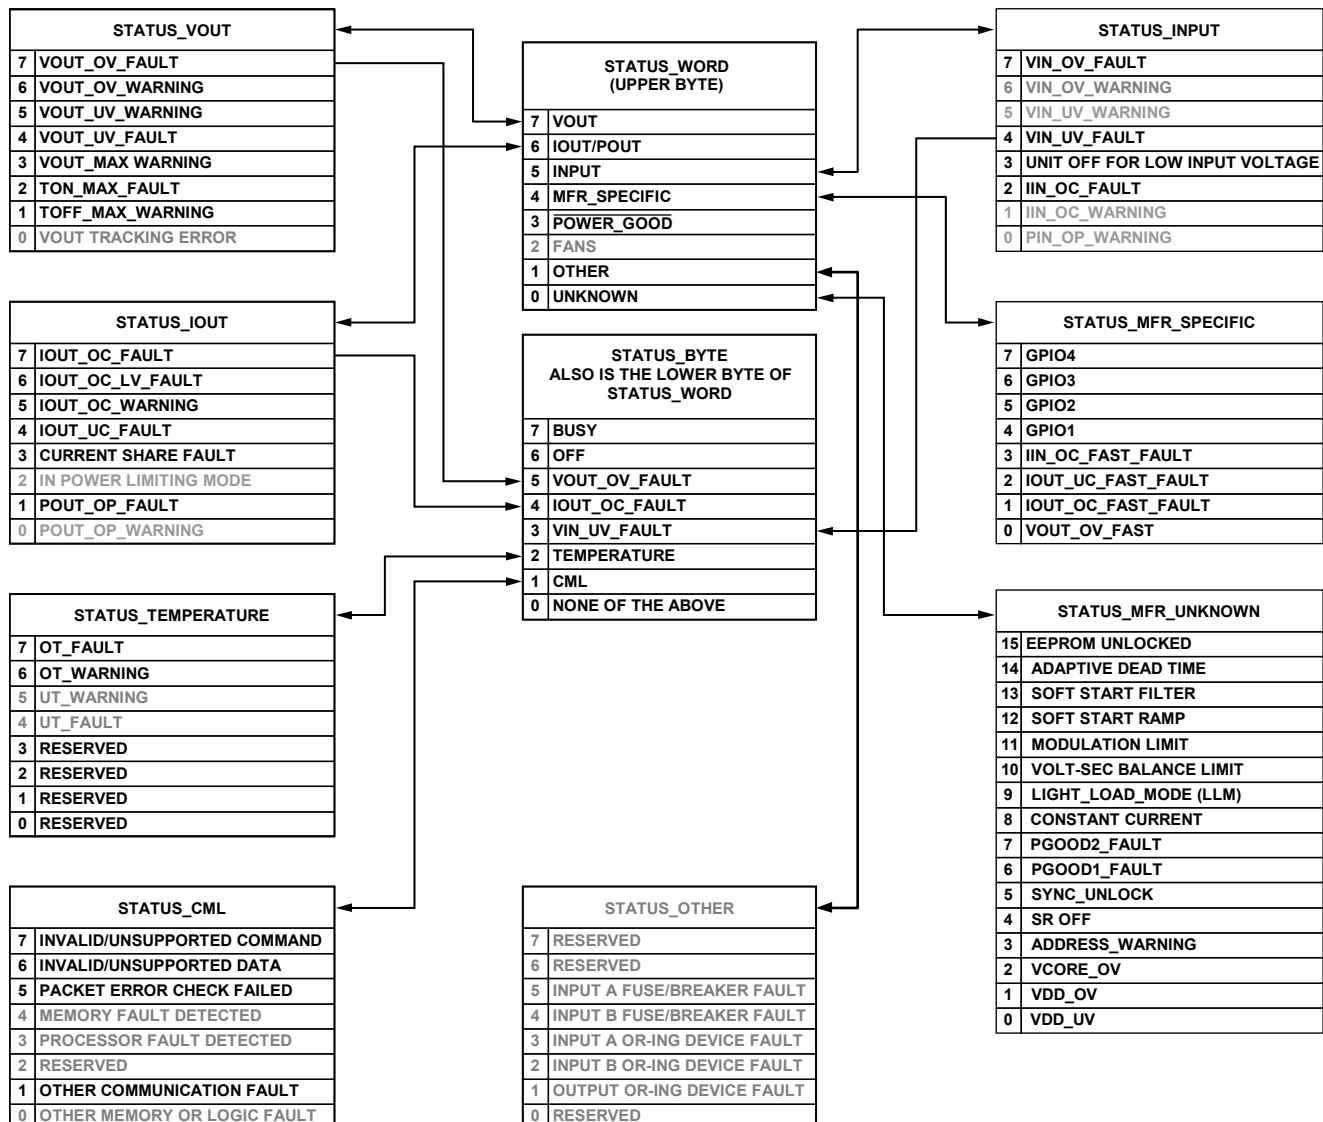 STATUS_VOUT
7 VOUT_OV_FAULT
6 VOUT_OV_WARNING
5 VOUT_UV_WARNING
4 VOUT_UV_FAULT
3 VOUT_MAX WARNING
2 TON_MAX_FAULT
1 TOFF_MAX_WARNING
0 VOUT TRACKING ERROR
STATUS_IOUT
7 IOUT_OC_FAULT
6 IOUT_OC_LV_FAULT
5 IOUT_OC_WARNING
4 IOUT_UC_FAULT
3 CURRENT SHARE FAULT
2 IN POWER LIMITING MODE
1 POUT_OP_FAULT
0 POUT_OP_WARNING
STATUS_TEMPERATURE
7 OT_FAULT
6 OT_WARNING
5 UT_WARNING
4 UT_FAULT
3 RESERVED
2 RESERVED
1 RESERVED
0 RESERVED
STATUS_CML
7 INVALID/UNSUPPORTED COMMAND
6 INVALID/UNSUPPORTED DATA
5 PACKET ERROR CHECK FAILED
4 MEMORY FAULT DETECTED
3 PROCESSOR FAULT DETECTED
2 RESERVED
1 OTHER COMMUNICATION FAULT
0 OTHER MEMORY OR LOGIC FAULT
STATUS_WORD
(UPPER BYTE)
7 VOUT
6 IOUT/POUT
5 INPUT
4 MFR_SPECIFIC
3 POWER_GOOD
2 FANS
1 OTHER
0 UNKNOWN
STATUS_BYTE
ALSO IS THE LOWER BYTE OF
STATUS_WORD
7 BUSY
6 OFF
5 VOUT_OV_FAULT
4 IOUT_OC_FAULT
3 VIN_UV_FAULT
2 TEMPERATURE
1 CML
0 NONE OF THE ABOVE
STATUS_OTHER
7 RESERVED
6 RESERVED
5 INPUT A FUSE/BREAKER FAULT
4 INPUT B FUSE/BREAKER FAULT
3 INPUT A OR-ING DEVICE FAULT
2 INPUT B OR-ING DEVICE FAULT
1 OUTPUT OR-ING DEVICE FAULT
0 RESERVED
STATUS_INPUT
7 VIN_OV_FAULT
6 VIN_OV_WARNING
5 VIN_UV_WARNING
4 VIN_UV_FAULT
3 UNIT OFF FOR LOW INPUT VOLTAGE
2 IIN_OC_FAULT
1 IIN_OC_WARNING
0 PIN_OP_WARNING
STATUS_MFR_SPECIFIC
7 GPIO4
6 GPIO3
5 GPIO2
4 GPIO1
3 IIN_OC_FAST_FAULT
2 IOUT_UC_FAST_FAULT
1 IOUT_OC_FAST_FAULT
0 VOUT_OV_FAST
STATUS_MFR_UNKNOWN
15 EEPROM UNLOCKED
14 ADAPTIVE DEAD TIME
13 SOFT START FILTER
12 SOFT START RAMP
11 MODULATION LIMIT
10 VOLT-SEC BALANCE LIMIT
9 LIGHT_LOAD_MODE (LLM)
8 CONSTANT CURRENT
7 PGOOD2_FAULT
6 PGOOD1_FAULT
5 SYNC_UNLOCK
4 SR OFF
3 ADDRESS_WARNING
2 VCORE_OV
1 VDD_OV
0 VDD_UV